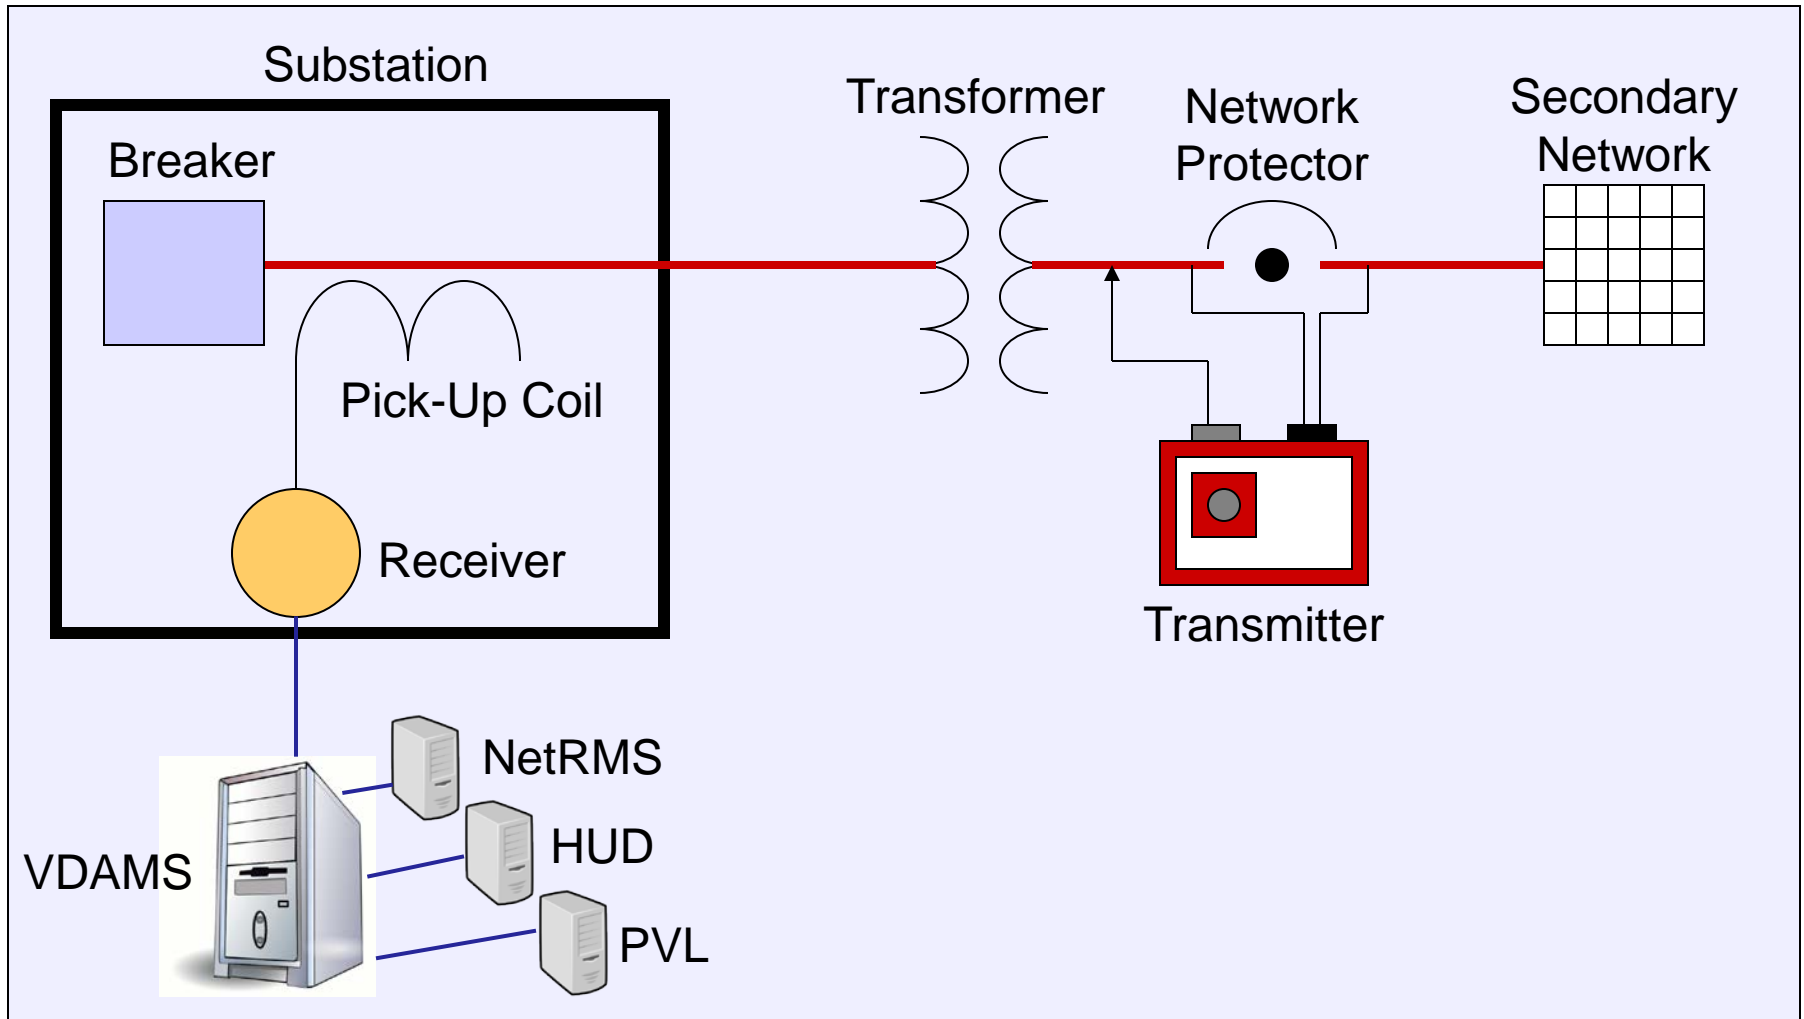 Substation
Breaker
Transformer
Network
Protector
Secondary
Network
Pick-Up Coil
Receiver
Transmitter
NetRMS
HUD
VDAMS
PVL